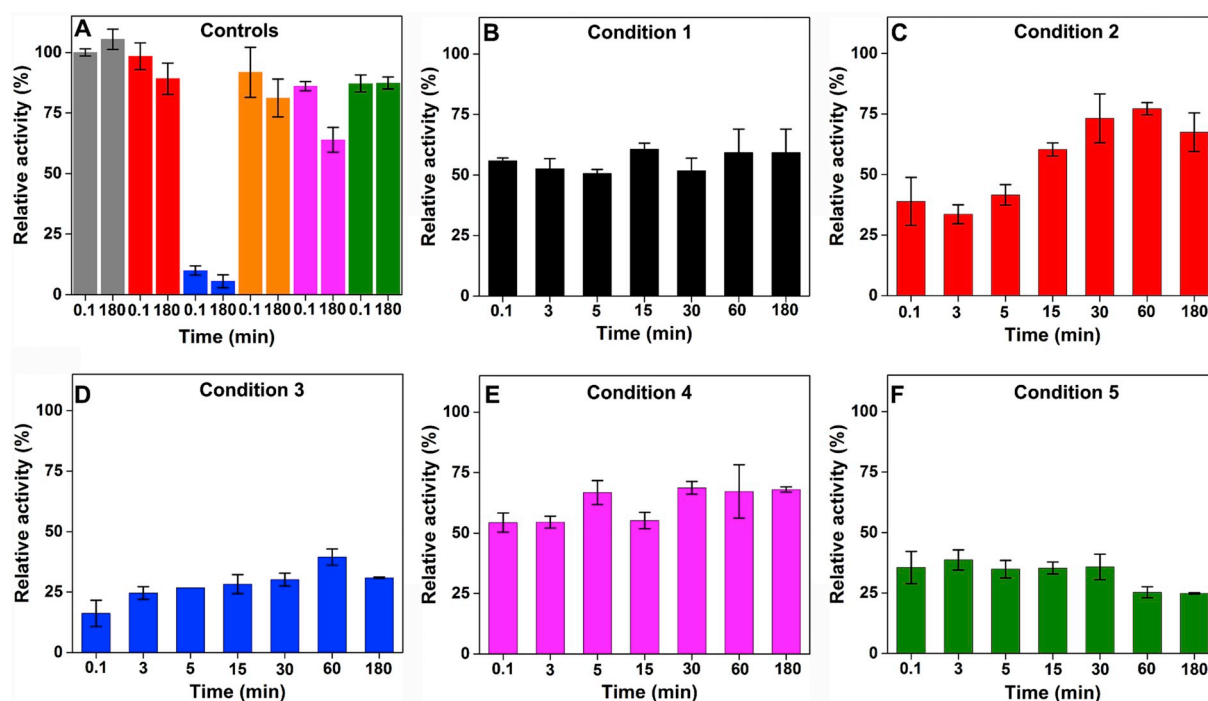 A
Controls
Relative activity (%)
100
75
50
25
0
0.1 180 0.1 180 0.1 180 0.1 180 0.1 180 0.1 180
Time (min)
B
Condition 1
Relative activity (%)
100
75
50
25
0
0.1 3 5 15 30 60 180
Time (min)
C
Condition 2
Relative activity (%)
100
75
50
25
0
0.1 3 5 15 30 60 180
Time (min)
D
Condition 3
Relative activity (%)
100
75
50
25
0
0.1 3 5 15 30 60 180
Time (min)
E
Condition 4
Relative activity (%)
100
75
50
25
0
0.1 3 5 15 30 60 180
Time (min)
F
Condition 5
Relative activity (%)
100
75
50
25
0
0.1 3 5 15 30 60 180
Time (min)